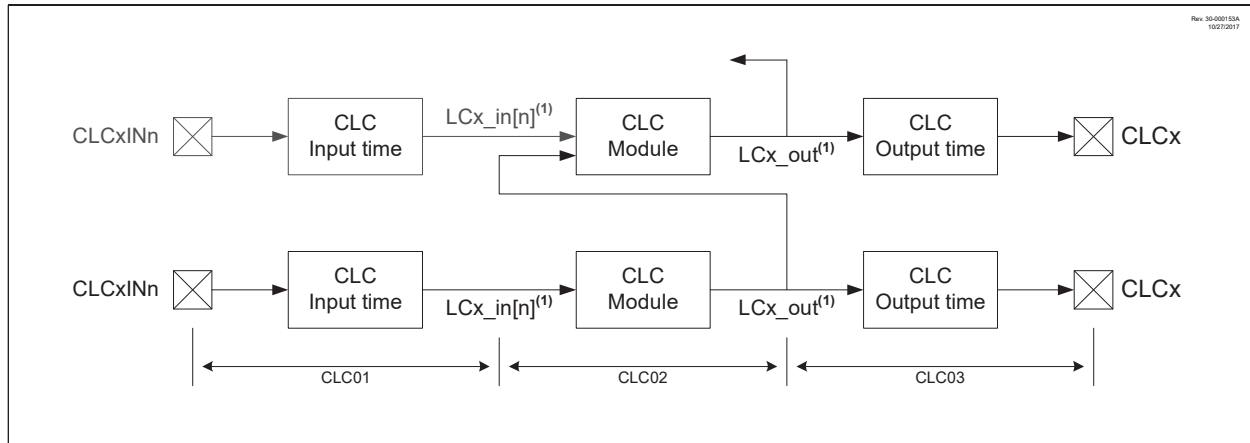 Rev. 30-000153A
10/27/2017
CLCxINn
CLC
Input time
LCx_in[n](1)
CLC
Module
LCx_out(1)
CLC
Output time
CLCx
CLCxINn
CLC
Input time
LCx_in[n](1)
CLC
Module
LCx_out(1)
CLC
Output time
CLCx
CLC01
CLC02
CLC03